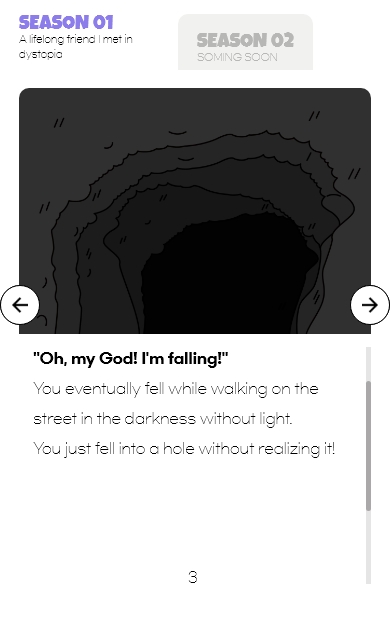 SEASON 01
A lifelong friend I met in
dystopia
SEASON 02
SOMING SOON
"Oh, my God! I'm falling!"
You eventually fell while walking on the
street in the darkness without light.
You just fell into a hole without realizing it!
3